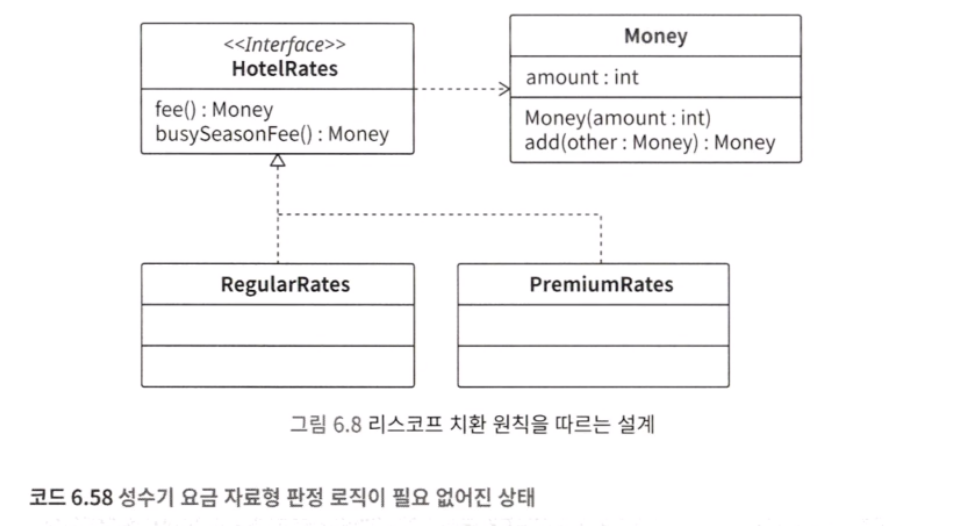 <<Interface>>
HotelRates
fee() : Money
busySeasonFee() : Money
Money
amount : int
Money(amount : int)
add(other : Money) : Money
RegularRates
PremiumRates
그림 6.8 리스코프 치환 원칙을 따르는 설계
코드 6.58 성수기 요금 자료형 판정 로직이 필요 없어진 상태